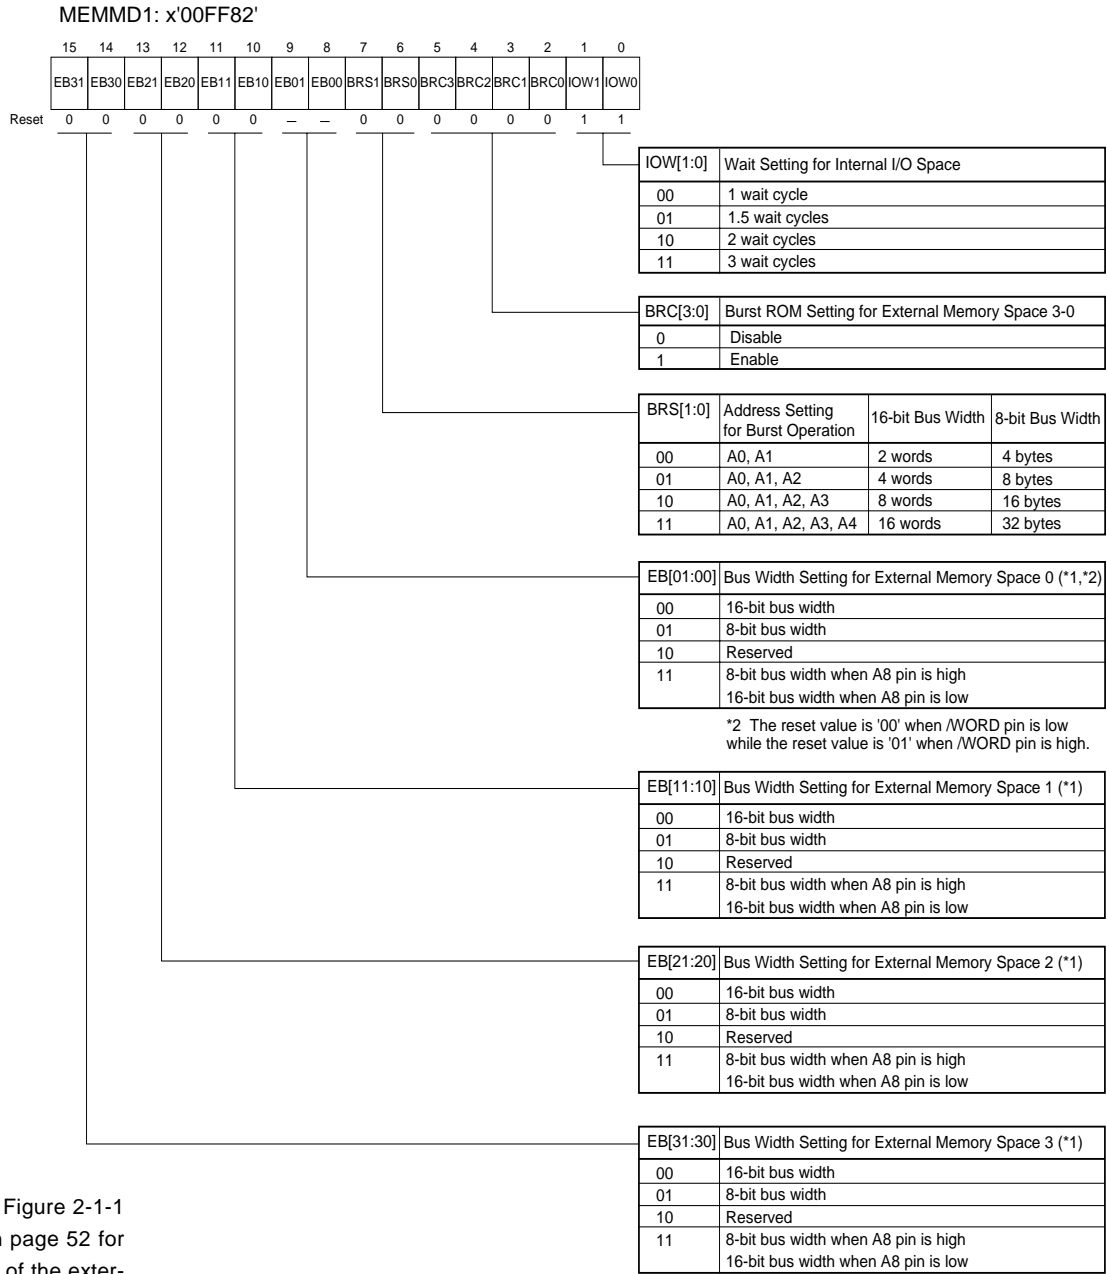 MEMMD1: x'00FF82'
15 14 13 12 11 10 9 8 7 6 5 4 3 2 1 0
EB31 EB30 EB21 EB20 EB11 EB10 EB01 EB00 BRS1 BRS0 BRC3 BRC2 BRC1 BRC0 IOW1 IOW0
Reset 0 0 0 0 0 0 – – 0 0 0 0 0 0 1 1
IOW[1:0] Wait Setting for Internal I/O Space
00 1 wait cycle
01 1.5 wait cycles
10 2 wait cycles
11 3 wait cycles
BRC[3:0] Burst ROM Setting for External Memory Space 3-0
0 Disable
1 Enable
BRS[1:0] Address Setting for Burst Operation 16-bit Bus Width 8-bit Bus Width
00 A0, A1 2 words 4 bytes
01 A0, A1, A2 4 words 8 bytes
10 A0, A1, A2, A3 8 words 16 bytes
11 A0, A1, A2, A3, A4 16 words 32 bytes
EB[01:00] Bus Width Setting for External Memory Space 0 (*1,*2)
00 16-bit bus width
01 8-bit bus width
10 Reserved
11 8-bit bus width when A8 pin is high
16-bit bus width when A8 pin is low
*2 The reset value is '00' when /WORD pin is low
while the reset value is '01' when /WORD pin is high.
EB[11:10] Bus Width Setting for External Memory Space 1 (*1)
00 16-bit bus width
01 8-bit bus width
10 Reserved
11 8-bit bus width when A8 pin is high
16-bit bus width when A8 pin is low
EB[21:20] Bus Width Setting for External Memory Space 2 (*1)
00 16-bit bus width
01 8-bit bus width
10 Reserved
11 8-bit bus width when A8 pin is high
16-bit bus width when A8 pin is low
EB[31:30] Bus Width Setting for External Memory Space 3 (*1)
00 16-bit bus width
01 8-bit bus width
10 Reserved
11 8-bit bus width when A8 pin is high
16-bit bus width when A8 pin is low
Figure 2-1-1
page 52 for
of the exter-